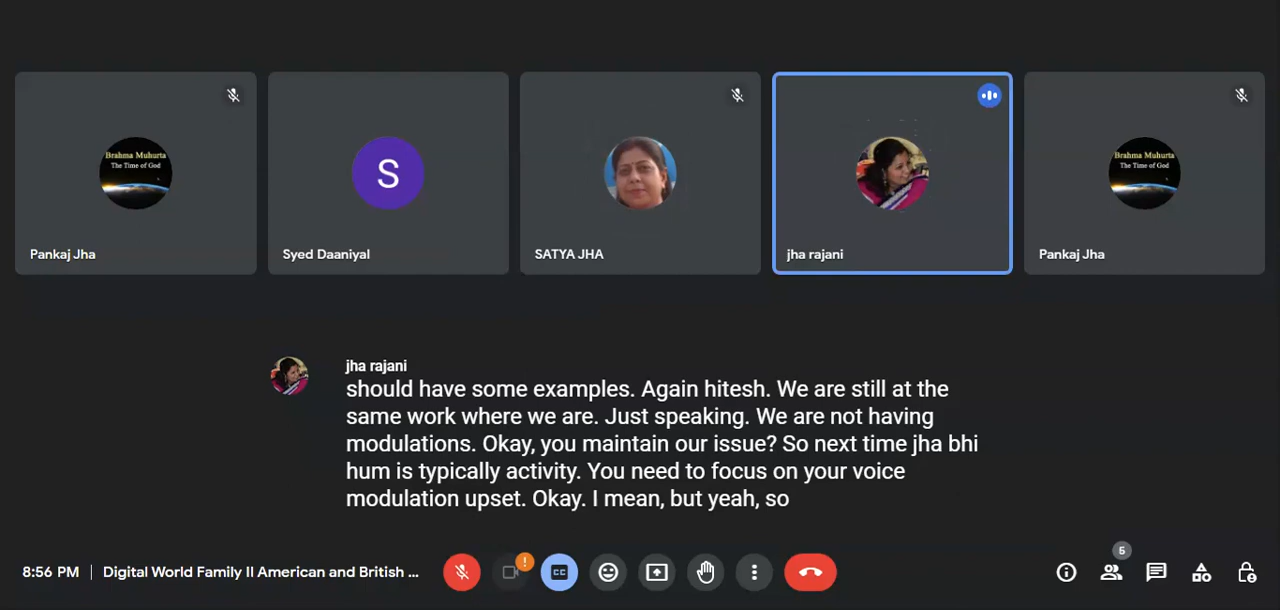 Brahma Muhurta
The Time of God
Pankaj Jha
S
Syed Daaniyal
SATYA JHA
jha rajani
Brahma Muhurta
The Time of God
Pankaj Jha
jha rajani
should have some examples. Again hitesh. We are still at the
same work where we are. Just speaking. We are not having
modulations. Okay, you maintain our issue? So next time jha bhi
hum is typically activity. You need to focus on your voice
modulation upset. Okay. I mean, but yeah, so
8:56 PM | Digital World Family II American and British ...
!
CC
5